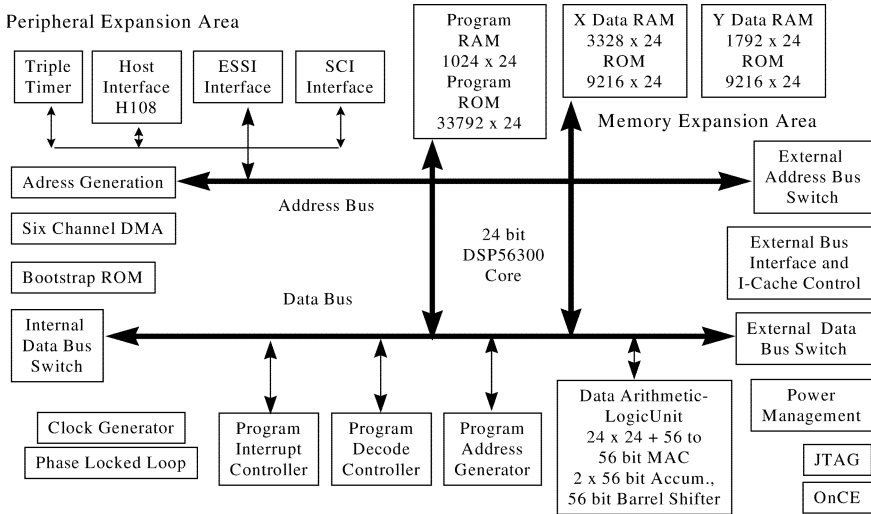 Peripheral Expansion Area
Triple
Timer
Host
Interface
H108
ESSI
Interface
SCI
Interface
Program
RAM
1024 x 24
Program
ROM
33792 x 24
X Data RAM
3328 x 24
ROM
9216 x 24
Y Data RAM
1792 x 24
ROM
9216 x 24
Memory Expansion Area
Adress Generation
Address Bus
External
Address Bus
Switch
Six Channel DMA
24 bit
DSP56300
Core
External Bus
Interface and
I-Cache Control
Bootstrap ROM
Data Bus
Internal
Data Bus
Switch
External Data
Bus Switch
Clock Generator
Phase Locked Loop
Program
Interrupt
Controller
Program
Decode
Controller
Program
Address
Generator
Data Arithmetic-
LogicUnit
24 x 24 + 56 to
56 bit MAC
2 x 56 bit Accum.,
56 bit Barrel Shifter
Power
Management
JTAG
OnCE